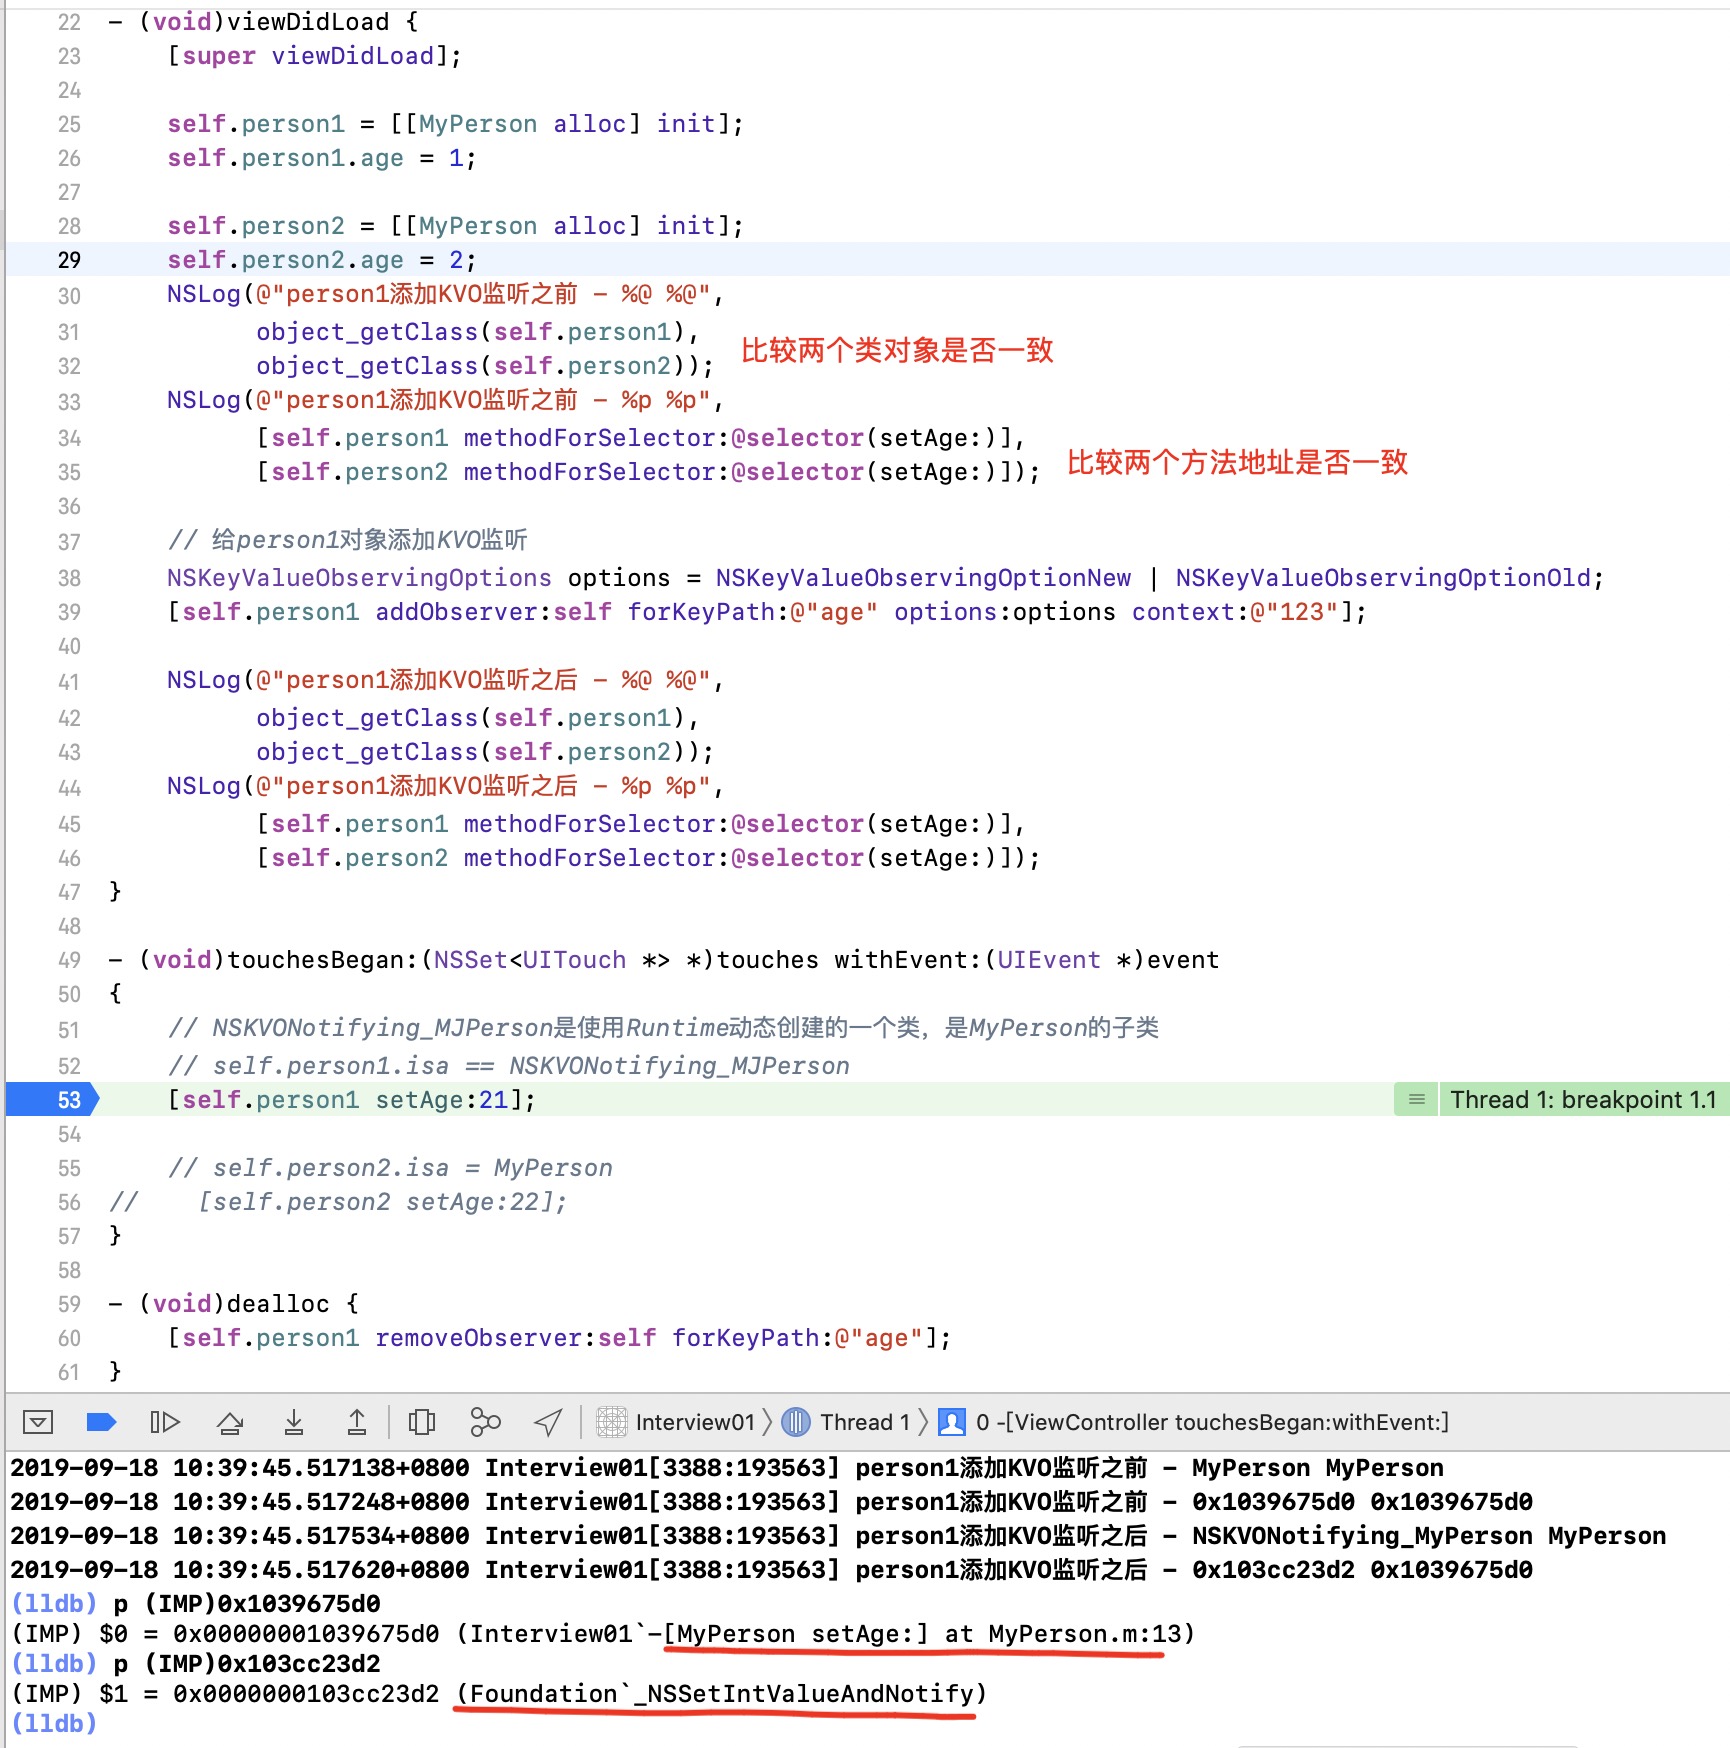 22 - (void)viewDidLoad {
23 [super viewDidLoad];
24
25 self.person1 = [[MyPerson alloc] init];
26 self.person1.age = 1;
27
28 self.person2 = [[MyPerson alloc] init];
29 self.person2.age = 2;
30 NSLog(@"person1添加KVO监听之前 - %@ %@",
31 object_getClass(self.person1),
比较两个类对象是否一致
32 object_getClass(self.person2));
33 NSLog(@"person1添加KVO监听之前 - %p %p",
34 [self.person1 methodForSelector:@selector(setAge:)],
35 [self.person2 methodForSelector:@selector(setAge:)]);
比较两个方法地址是否一致
36
37 // 给person1对象添加KVO监听
38 NSKeyValueObservingOptions options = NSKeyValueObservingOptionNew | NSKeyValueObservingOptionOld;
39 [self.person1 addObserver:self forKeyPath:@"age" options:options context:@"123"];
40
41 NSLog(@"person1添加KVO监听之后 - %@ %@",
42 object_getClass(self.person1),
43 object_getClass(self.person2));
44 NSLog(@"person1添加KVO监听之后 - %p %p",
45 [self.person1 methodForSelector:@selector(setAge:)],
46 [self.person2 methodForSelector:@selector(setAge:)]);
47 }
48
49 - (void)touchesBegan:(NSSet<UITouch *> *)touches withEvent:(UIEvent *)event
50 {
51 // NSKVONotifying_MJPerson是使用Runtime动态创建的一个类，是MyPerson的子类
52 // self.person1.isa == NSKVONotifying_MJPerson
53 [self.person1 setAge:21]; Thread 1: breakpoint 1.1
54
55 // self.person2.isa = MyPerson
56 // [self.person2 setAge:22];
57 }
58
59 - (void)dealloc {
60 [self.person1 removeObserver:self forKeyPath:@"age"];
61 }
Interview01 Thread 1 0 -[ViewController touchesBegan:withEvent:]
2019-09-18 10:39:45.517138+0800 Interview01[3388:193563] person1添加KVO监听之前 - MyPerson MyPerson
2019-09-18 10:39:45.517248+0800 Interview01[3388:193563] person1添加KVO监听之前 - 0x1039675d0 0x1039675d0
2019-09-18 10:39:45.517534+0800 Interview01[3388:193563] person1添加KVO监听之后 - NSKVONotifying_MyPerson MyPerson
2019-09-18 10:39:45.517620+0800 Interview01[3388:193563] person1添加KVO监听之后 - 0x103cc23d2 0x1039675d0
(lldb) p (IMP)0x1039675d0
(IMP) $0 = 0x00000001039675d0 (Interview01`-[MyPerson setAge:] at MyPerson.m:13)
(lldb) p (IMP)0x103cc23d2
(IMP) $1 = 0x0000000103cc23d2 (Foundation`_NSSetIntValueAndNotify)
(lldb)